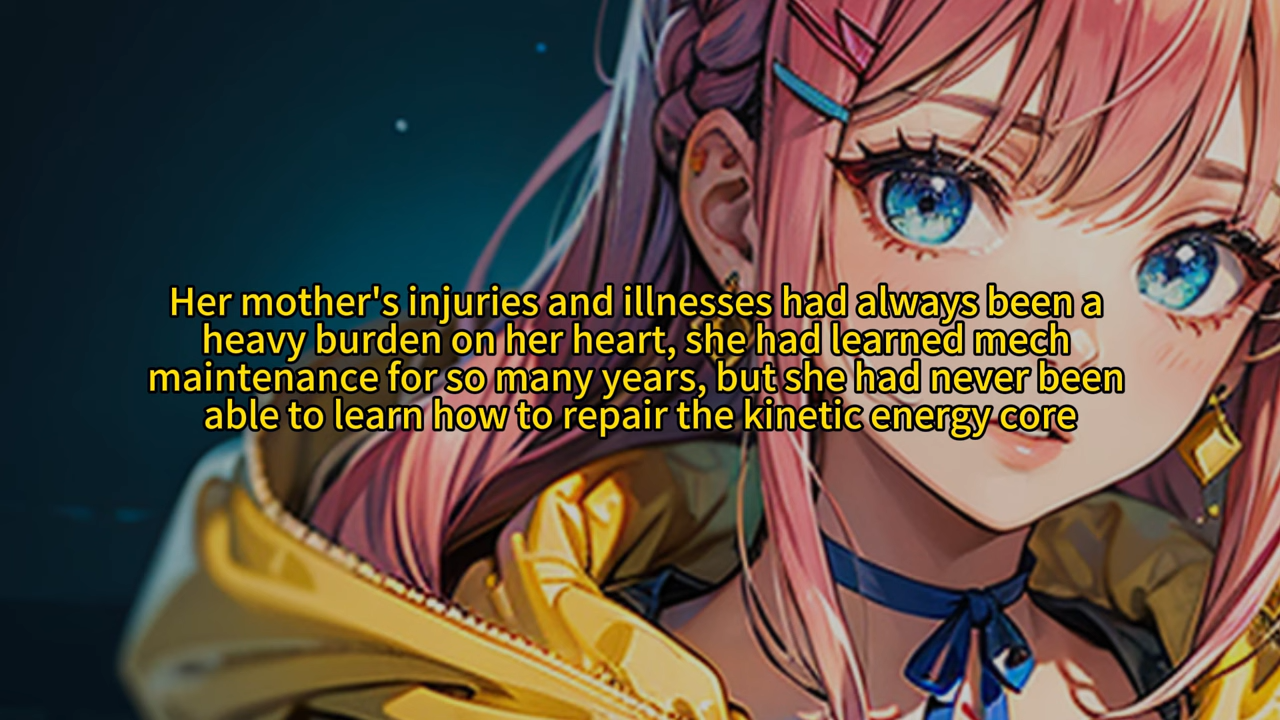 Her mother's injuries and illnesses had always been a
heavy burden on her heart, she had learned mech
maintenance for so many years, but she had never been
able to learn how to repair the kinetic energy core